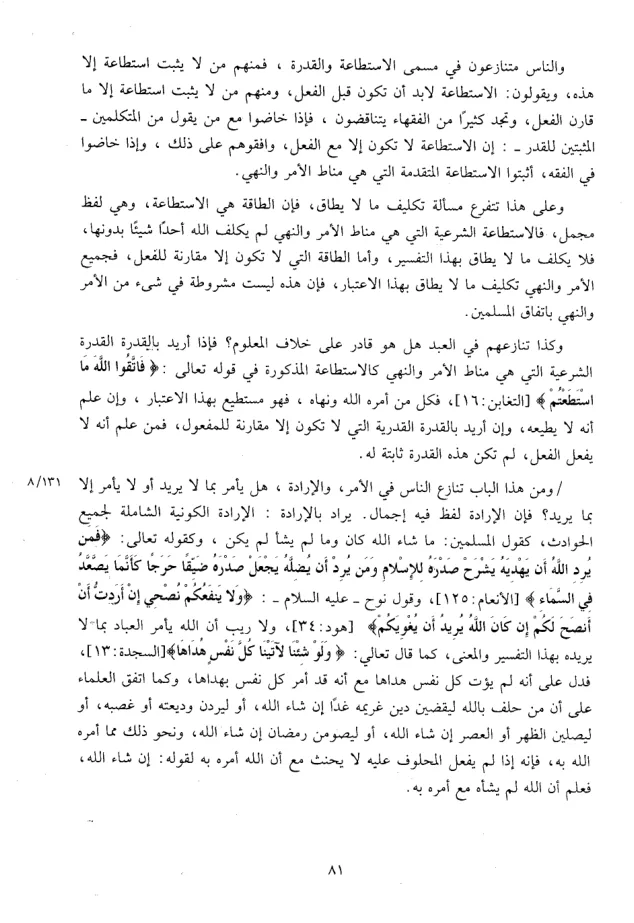 والناس متنازعون في مسمى الاستطاعة والقدرة ، فمنهم من لا يثبت استطاعة إلا
هذه، ويقولون: الاستطاعة لابد أن تكون قبل الفعل، ومنهم من لا يثبت استطاعة إلا ما
قارن الفعل، وتجد كثيرًا من الفقهاء يتناقضون ، فإذا خاضوا مع من يقول من المتكلمين ـ
المثبتين للقدر ـ : إن الاستطاعة لا تكون إلا مع الفعل، وافقوهم على ذلك ، وإذا خاضوا
في الفقه، أثبتوا الاستطاعة المتقدمة التي هي مناط الأمر والنهي.
وعلى هذا تتفرع مسألة تكليف ما لا يطاق، فإن الطاقة هي الاستطاعة، وهي لفظ
مجمل، فالاستطاعة الشرعية التي هي مناط الأمر والنهي لم يكلف الله أحدًا شيئًا بدونها،
فلا يكلف ما لا يطاق بهذا التفسير، وأما الطاقة التي لا تكون إلا مقارنة للفعل، فجميع
الأمر والنهي تكليف ما لا يطاق بهذا الاعتبار، فإن هذه ليست مشروطة في شىء من الأمر
والنهي باتفاق المسلمين.
وكذا تنازعهم في العبد هل هو قادر على خلاف المعلوم؟ فإذا أريد بالقدرة القدرة
الشرعية التي هي مناط الأمر والنهي كالاستطاعة المذكورة في قوله تعالى : ﴿ فَاتَّقُوا اللَّهَ مَا
اسْتَطَعْتُمْ ﴾ [التغابن:١٦]، فكل من أمره الله ونهاه ، فهو مستطيع بهذا الاعتبار ، وإن علم
أنه لا يطيعه، وإن أريد بالقدرة القدرية التي لا تكون إلا مقارنة للمفعول، فمن علم أنه لا
يفعل الفعل، لم تكن هذه القدرة ثابتة له.
٨/١٣١ / ومن هذا الباب تنازع الناس في الأمر، والإرادة ، هل يأمر بما لا يريد أو لا يأمر إلا
بما يريد؟ فإن الإرادة لفظ فيه إجمال. يراد بالإرادة : الإرادة الكونية الشاملة لجميع
الحوادث، كقول المسلمين: ما شاء الله كان وما لم يشأ لم يكن ، وكقوله تعالى: ﴿فَمَن
يُرِدِ اللَّهُ أَن يَهْدِيَهُ يَشْرَحْ صَدْرَهُ لِلإِسْلامِ وَمَن يُرِدْ أَن يُضِلَّهُ يَجْعَلْ صَدْرَهُ ضَيِّقًا حَرَجًا كَأَنَّمَا يَصَّعَّدُ
فِي السَّمَاءِ ﴾ [الأنعام:١٢٥]، وقول نوح ـ عليه السلام ـ : ﴿وَلا يَنفَعُكُمْ نُصْحِي إِنْ أَرَدتُّ أَنْ
أَنصَحَ لَكُمْ إِن كَانَ اللَّهُ يُرِيدُ أَن يُغْوِيَكُمْ﴾ [هود:٣٤]، ولا ريب أن الله يأمر العباد بما لا
يريده بهذا التفسير والمعنى، كما قال تعالى: ﴿ وَلَوْ شِئْنَا لآتَيْنَا كُلَّ نَفْسٍ هُدَاهَا﴾[السجدة:١٣]،
فدل على أنه لم يؤت كل نفس هداها مع أنه قد أمر كل نفس بهداها، وكما اتفق العلماء
على أن من حلف بالله ليقضين دين غريمه غدًا إن شاء الله، أو ليردن وديعته أو غصبه، أو
ليصلين الظهر أو العصر إن شاء الله، أو ليصومن رمضان إن شاء الله، ونحو ذلك مما أمره
الله به، فإنه إذا لم يفعل المحلوف عليه لا يحنث مع أن الله أمره به لقوله: إن شاء الله،
فعلم أن الله لم يشأه مع أمره به.
٨١